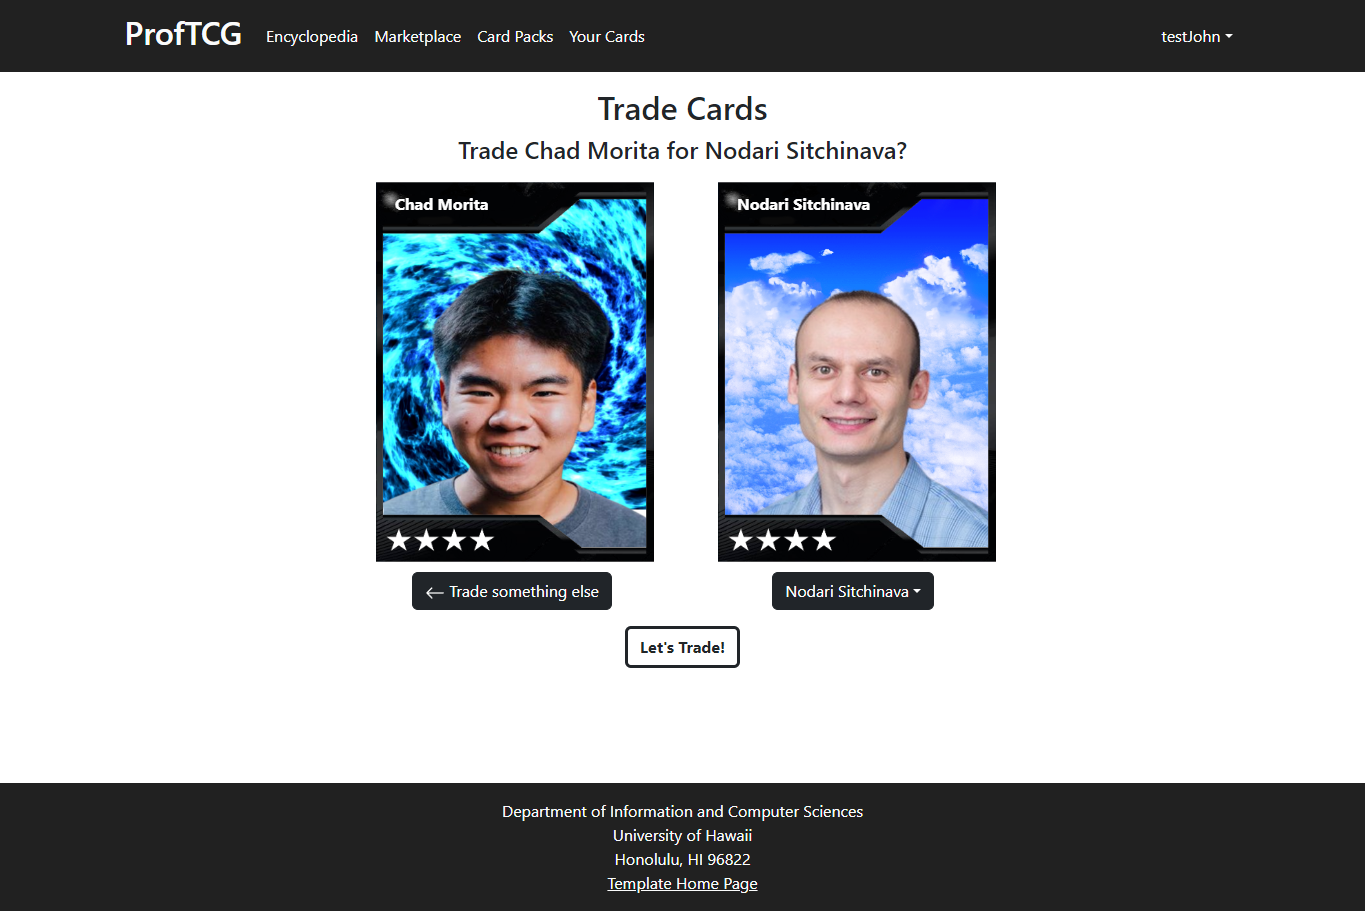 ProfTCG Encyclopedia Marketplace Card Packs Your Cards testJohn
Trade Cards
Trade Chad Morita for Nodari Sitchinava?
Chad Morita
Nodari Sitchinava
← Trade something else
Nodari Sitchinava
Let's Trade!
Department of Information and Computer Sciences
University of Hawaii
Honolulu, HI 96822
Template Home Page